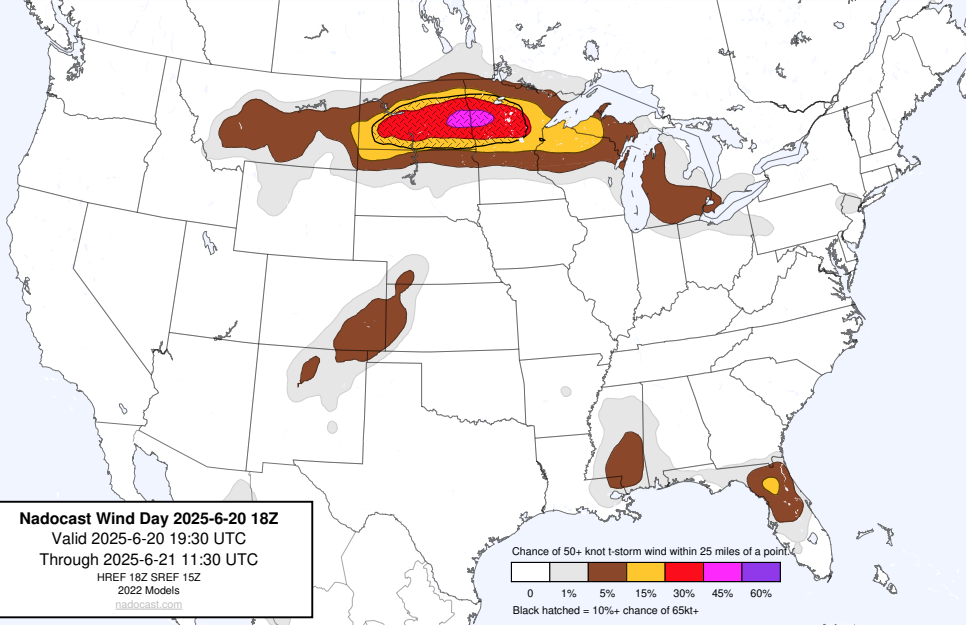 Nadocast Wind Day 2025-6-20 18Z
Valid 2025-6-20 19:30 UTC
Through 2025-6-21 11:30 UTC
HREF 18Z SREF 15Z
2022 Models
nadocast.com
Chance of 50+ knot t-storm wind within 25 miles of a point.
0 1% 5% 15% 30% 45% 60%
Black hatched = 10%+ chance of 65kt+